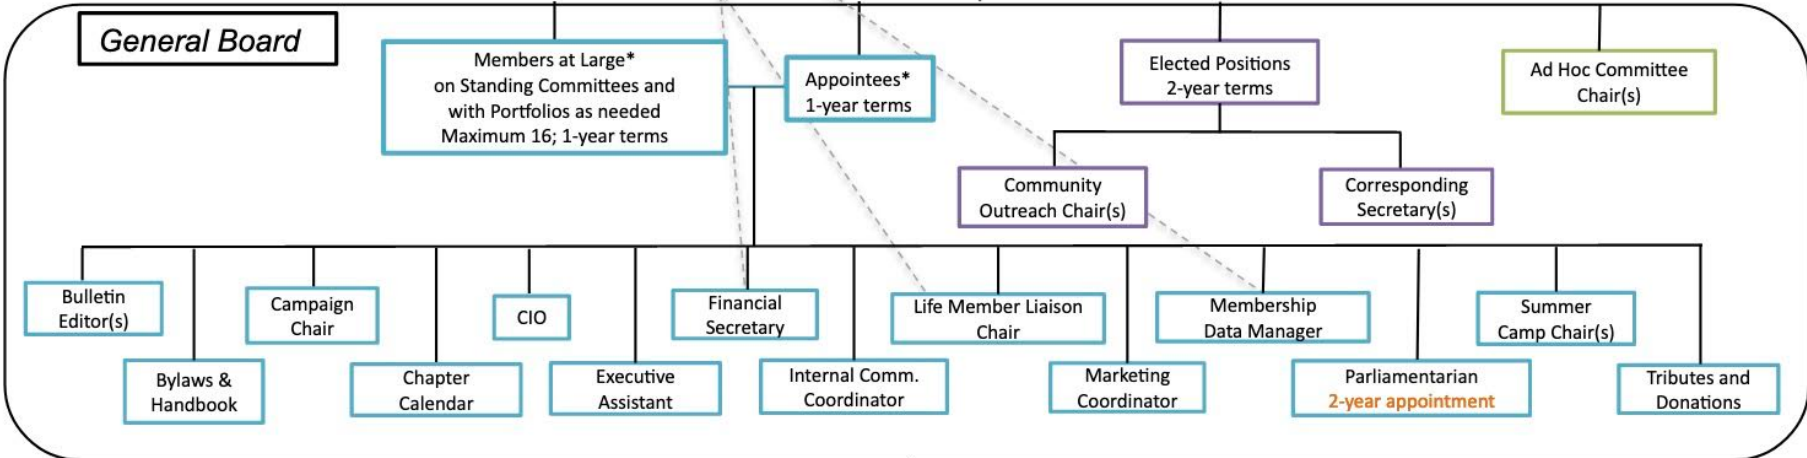 General Board
Members at Large*
on Standing Committees and
with Portfolios as needed
Maximum 16; 1-year terms
Appointees*
1-year terms
Elected Positions
2-year terms
Ad Hoc Committee
Chair(s)
Community
Outreach Chair(s)
Corresponding
Secretary(s)
Bulletin
Editor(s)
Campaign
Chair
CIO
Financial
Secretary
Life Member Liaison
Chair
Membership
Data Manager
Summer
Camp Chair(s)
Bylaws &
Handbook
Chapter
Calendar
Executive
Assistant
Internal Comm.
Coordinator
Marketing
Coordinator
Parliamentarian
2-year appointment
Tributes and
Donations